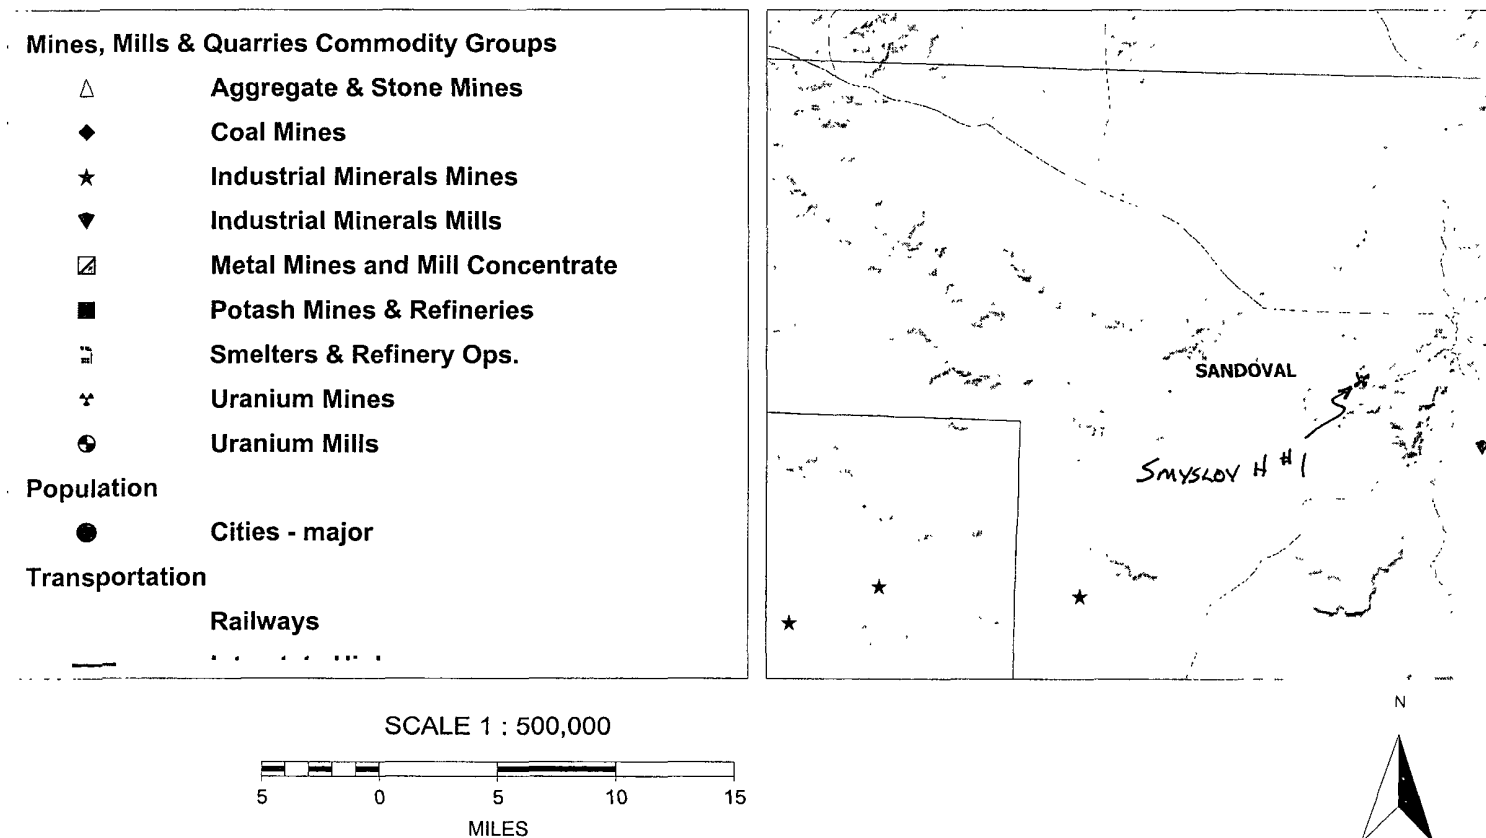 Mines, Mills & Quarries Commodity Groups
Aggregate & Stone Mines
Coal Mines
Industrial Minerals Mines
Industrial Minerals Mills
Metal Mines and Mill Concentrate
Potash Mines & Refineries
Smelters & Refinery Ops.
Uranium Mines
Uranium Mills
Population
Cities - major
Transportation
Railways
SANDOVAL
SMYSLOV H #1
SCALE 1 : 500,000
5 0 5 10 15
MILES
N